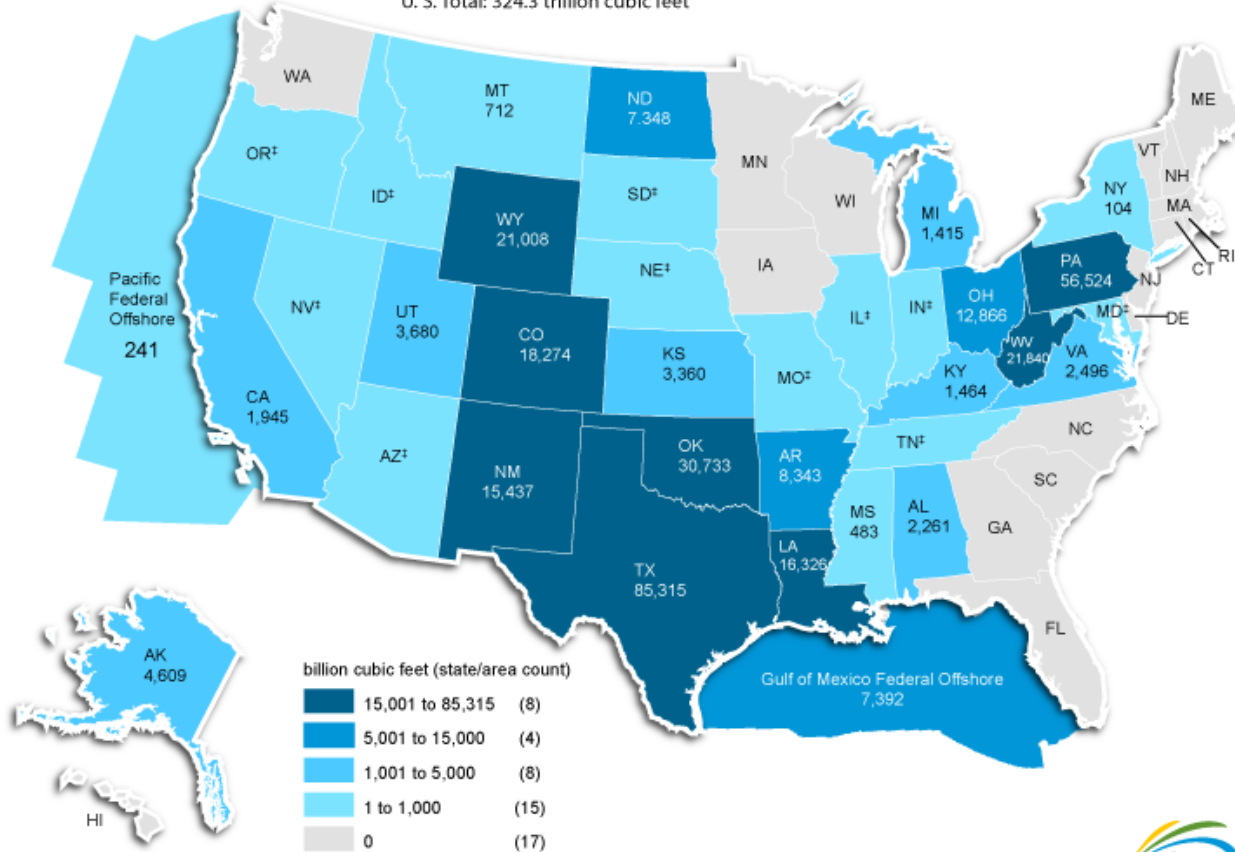 U. S. Total: 324.3 trillion cubic feet
WA
MT
712
ND
7.348
MN
ME
VT
NH
MA
RI
CT
OR‡
ID‡
SD‡
WI
MI
1,415
NY
104
WY
21,008
NE‡
IA
PA
56,524
NJ
Pacific
Federal
Offshore
241
NV‡
UT
3,680
CO
18,274
KS
3,360
IL‡
IN‡
OH
12,866
MD‡
DE
WV
21,840
VA
2,496
KY
1,464
MO‡
CA
1,945
AZ‡
NM
15,437
OK
30,733
AR
8,343
TN‡
NC
SC
MS
483
AL
2,261
GA
LA
16,326
TX
85,315
FL
Gulf of Mexico Federal Offshore
7,392
AK
4,609
HI
billion cubic feet (state/area count)
15,001 to 85,315 (8)
5,001 to 15,000 (4)
1,001 to 5,000 (8)
1 to 1,000 (15)
0 (17)